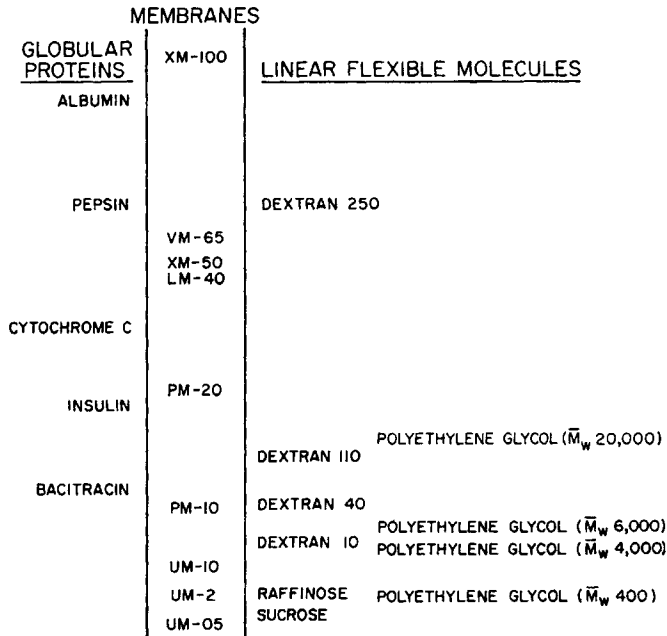 MEMBRANES
GLOBULAR
PROTEINS
XM-100
LINEAR FLEXIBLE MOLECULES
ALBUMIN
PEPSIN
DEXTRAN 250
VM-65
XM-50
LM-40
CYTOCHROME C
PM-20
INSULIN
POLYETHYLENE GLYCOL (M̄w 20,000)
DEXTRAN 110
BACITRACIN
PM-10
DEXTRAN 40
POLYETHYLENE GLYCOL (M̄w 6,000)
DEXTRAN 10
POLYETHYLENE GLYCOL (M̄w 4,000)
UM-10
UM-2
RAFFINOSE
POLYETHYLENE GLYCOL (M̄w 400)
SUCROSE
UM-05